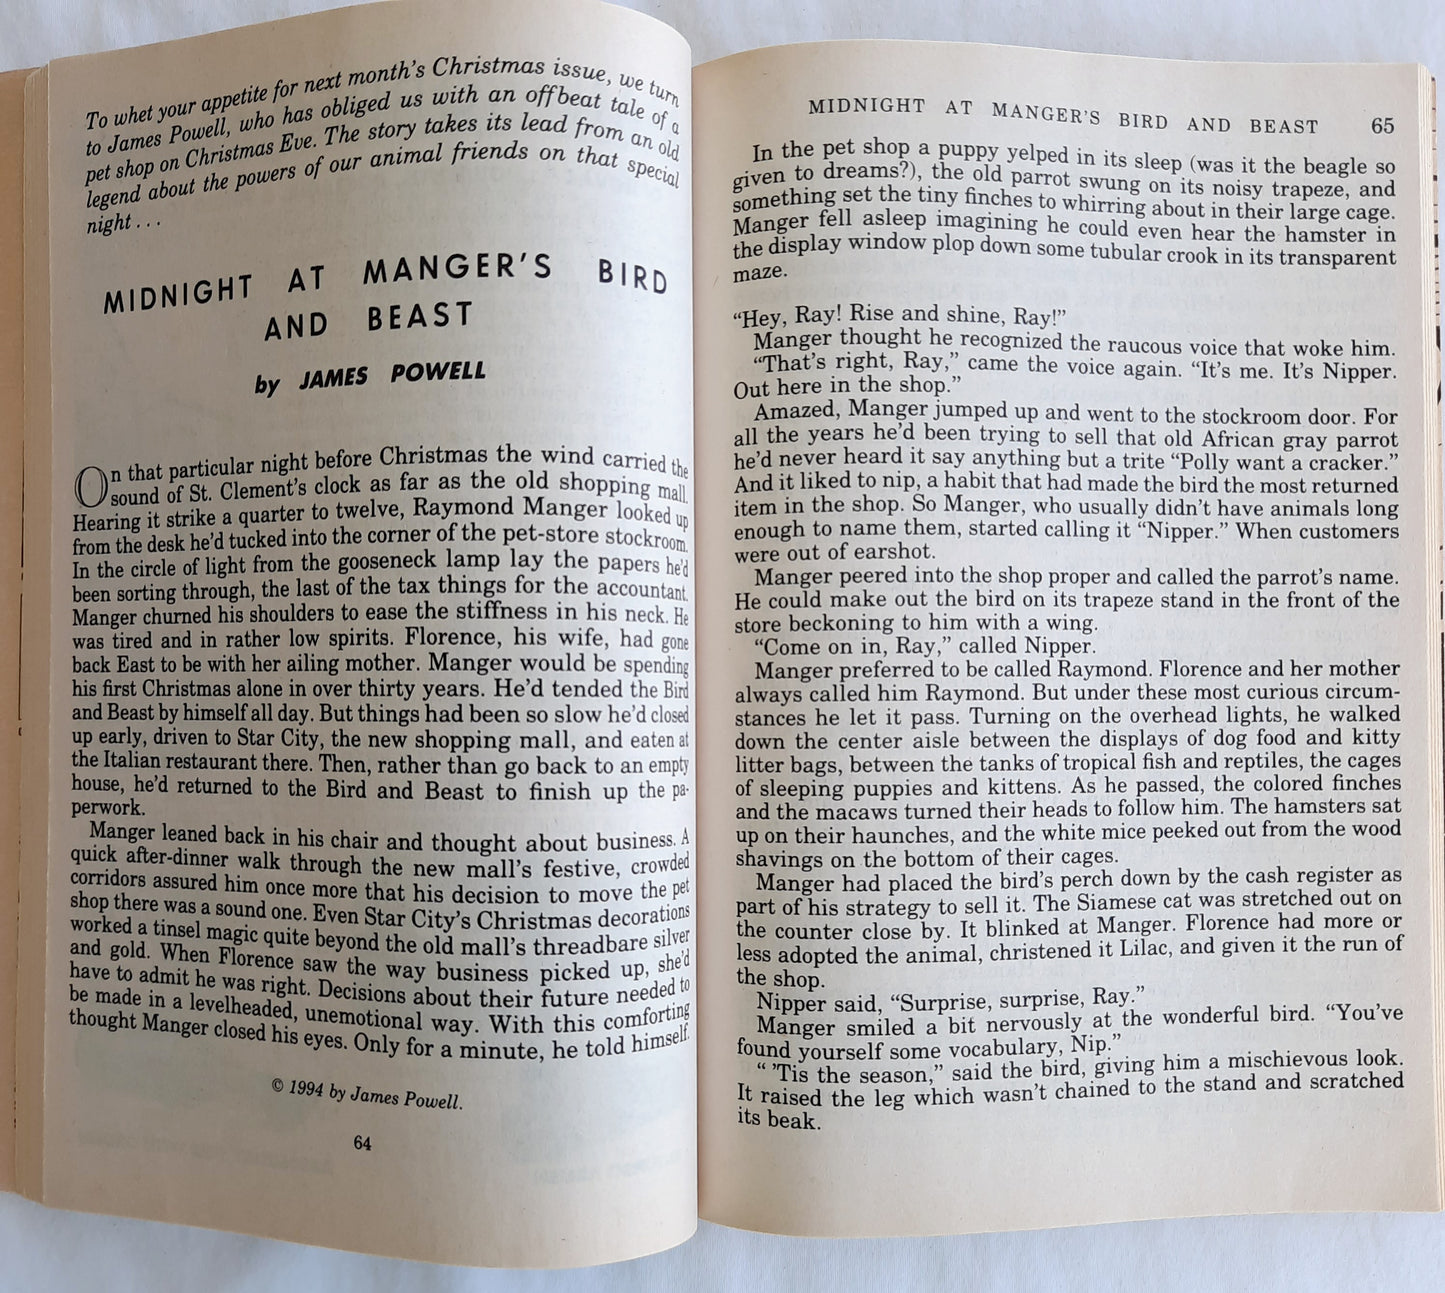 To whet your appetite for next month's Christmas issue, we turn
to James Powell, who has obliged us with an offbeat tale of a
pet shop on Christmas Eve. The story takes its lead from an old
legend about the powers of our animal friends on that special
night . . .
MIDNIGHT AT MANGER'S BIRD
AND BEAST
by JAMES POWELL
On that particular night before Christmas the wind carried the
sound of St. Clement's clock as far as the old shopping mall.
Hearing it strike a quarter to twelve, Raymond Manger looked up
from the desk he'd tucked into the corner of the pet-store stockroom.
In the circle of light from the gooseneck lamp lay the papers he'd
been sorting through, the last of the tax things for the accountant.
Manger churned his shoulders to ease the stiffness in his neck. He
was tired and in rather low spirits. Florence, his wife, had gone
back East to be with her ailing mother. Manger would be spending
his first Christmas alone in over thirty years. He'd tended the Bird
and Beast by himself all day. But things had been so slow he'd closed
up early, driven to Star City, the new shopping mall, and eaten at
the Italian restaurant there. Then, rather than go back to an empty
house, he'd returned to the Bird and Beast to finish up the pa-
perwork.
Manger leaned back in his chair and thought about business. A
quick after-dinner walk through the new mall's festive, crowded
corridors assured him once more that his decision to move the pet
shop there was a sound one. Even Star City's Christmas decorations
worked a tinsel magic quite beyond the old mall's threadbare silver
and gold. When Florence saw the way business picked up, she'd
have to admit he was right. Decisions about their future needed to
be made in a levelheaded, unemotional way. With this comforting
thought Manger closed his eyes. Only for a minute, he told himself.
© 1994 by James Powell.
64
MIDNIGHT AT MANGER'S BIRD AND BEAST 65
In the pet shop a puppy yelped in its sleep (was it the beagle so
given to dreams?), the old parrot swung on its noisy trapeze, and
something set the tiny finches to whirring about in their large cage.
Manger fell asleep imagining he could even hear the hamster in
the display window plop down some tubular crook in its transparent
maze.
"Hey, Ray! Rise and shine, Ray!"
Manger thought he recognized the raucous voice that woke him.
"That's right, Ray," came the voice again. "It's me. It's Nipper.
Out here in the shop."
Amazed, Manger jumped up and went to the stockroom door. For
all the years he'd been trying to sell that old African gray parrot
he'd never heard it say anything but a trite "Polly want a cracker."
And it liked to nip, a habit that had made the bird the most returned
item in the shop. So Manger, who usually didn't have animals long
enough to name them, started calling it "Nipper." When customers
were out of earshot.
Manger peered into the shop proper and called the parrot's name.
He could make out the bird on its trapeze stand in the front of the
store beckoning to him with a wing.
"Come on in, Ray," called Nipper.
Manger preferred to be called Raymond. Florence and her mother
always called him Raymond. But under these most curious circum-
stances he let it pass. Turning on the overhead lights, he walked
down the center aisle between the displays of dog food and kitty
litter bags, between the tanks of tropical fish and reptiles, the cages
of sleeping puppies and kittens. As he passed, the colored finches
and the macaws turned their heads to follow him. The hamsters sat
up on their haunches, and the white mice peeked out from the wood
shavings on the bottom of their cages.
Manger had placed the bird's perch down by the cash register as
part of his strategy to sell it. The Siamese cat was stretched out on
the counter close by. It blinked at Manger. Florence had more or
less adopted the animal, christened it Lilac, and given it the run of
the shop.
Nipper said, "Surprise, surprise, Ray."
Manger smiled a bit nervously at the wonderful bird. "You've
found yourself some vocabulary, Nip."
" 'Tis the season," said the bird, giving him a mischievous look.
It raised the leg which wasn't chained to the stand and scratched
its beak.